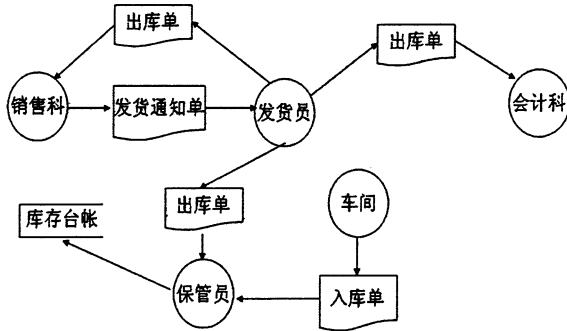 出库单
出库单
销售科
发货通知单
发货员
会计科
出库单
车间
库存台帐
保管员
入库单